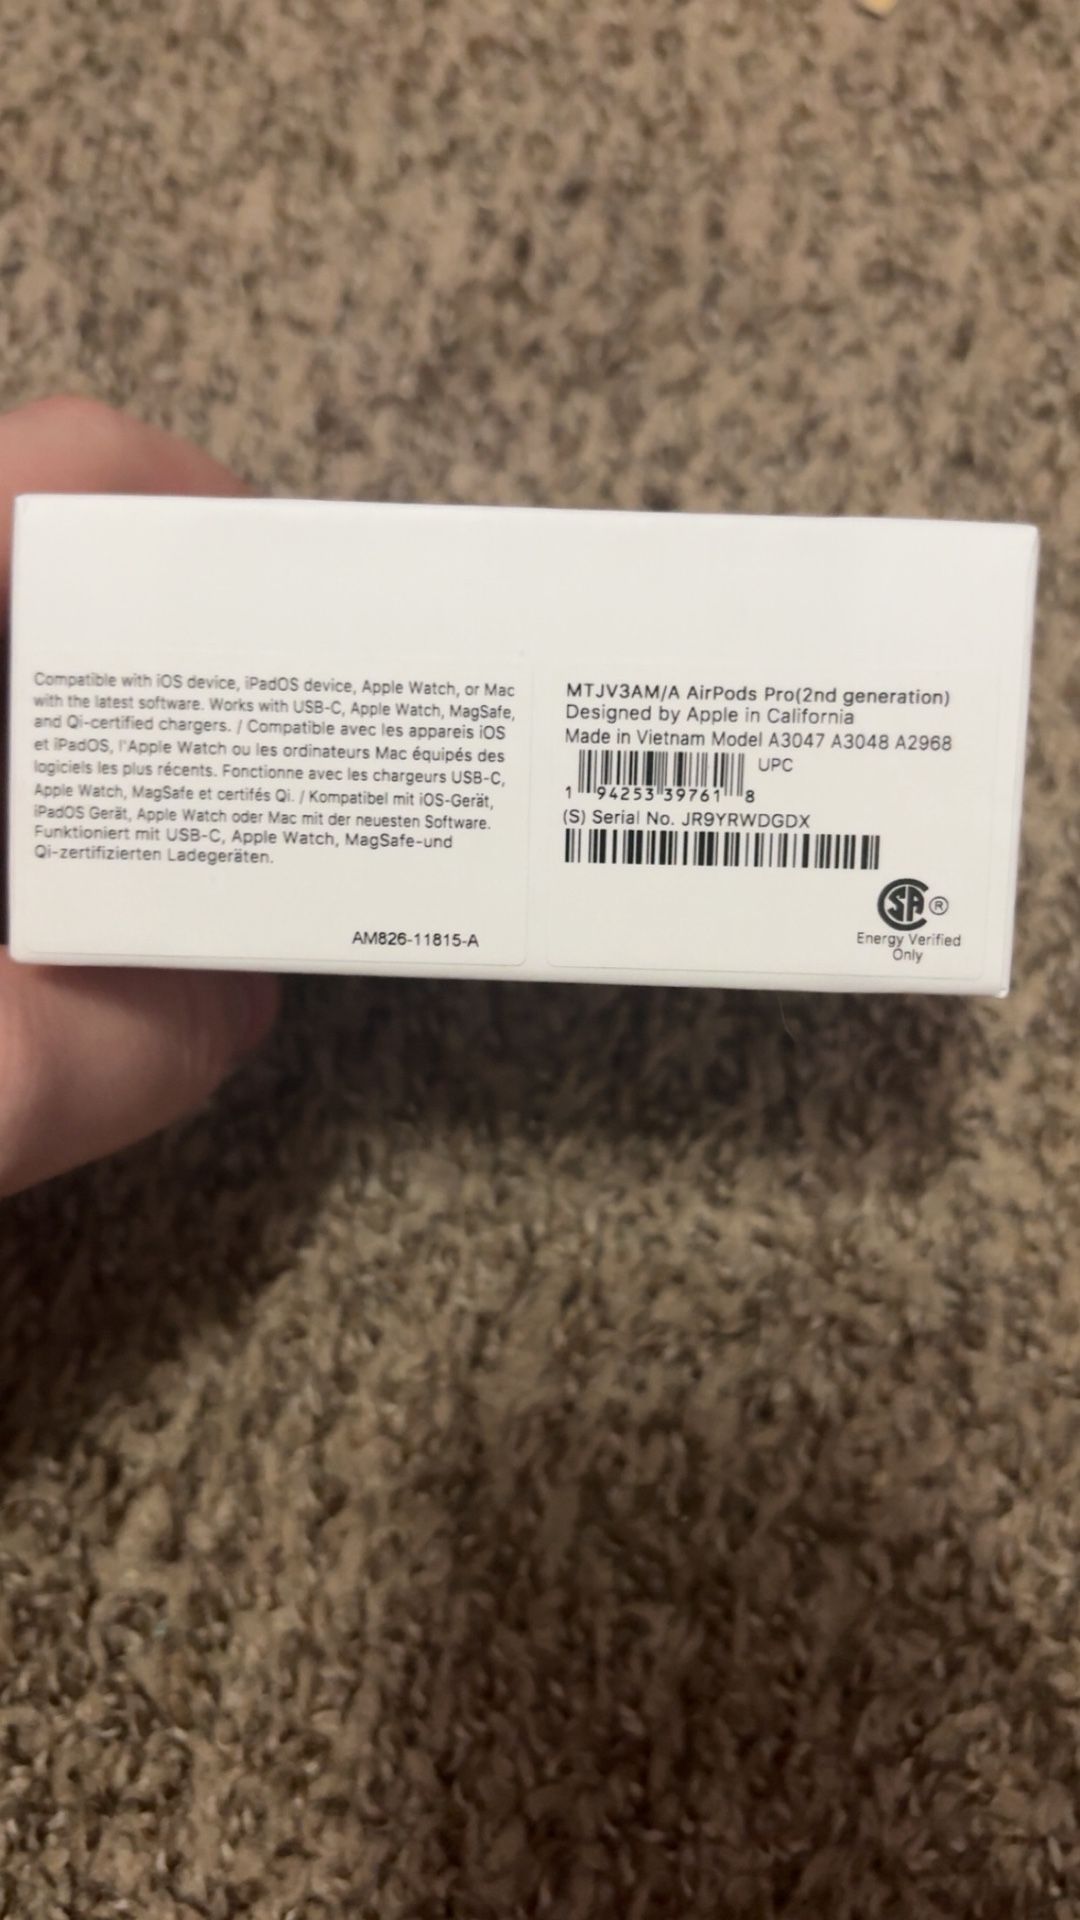 Compatible with iOS device, iPadOS device, Apple Watch, or Mac
with the latest software. Works with USB-C, Apple Watch, MagSafe,
and Qi-certified chargers. / Compatible avec les appareils iOS
et iPadOS, l'Apple Watch ou les ordinateurs Mac équipés des
logiciels les plus récents. Fonctionne avec les chargeurs USB-C,
Apple Watch, MagSafe et certifés Qi. / Kompatibel mit iOS-Gerät,
iPadOS Gerät, Apple Watch oder Mac mit der neuesten Software.
Funktioniert mit USB-C, Apple Watch, MagSafe-und
Qi-zertifizierten Ladegeräten.
AM826-11815-A
MTJV3AM/A AirPods Pro(2nd generation)
Designed by Apple in California
Made in Vietnam Model A3047 A3048 A2968
UPC
1 94253 39761 8
(S) Serial No. JR9YRWDGDX
SA ®
Energy Verified
Only